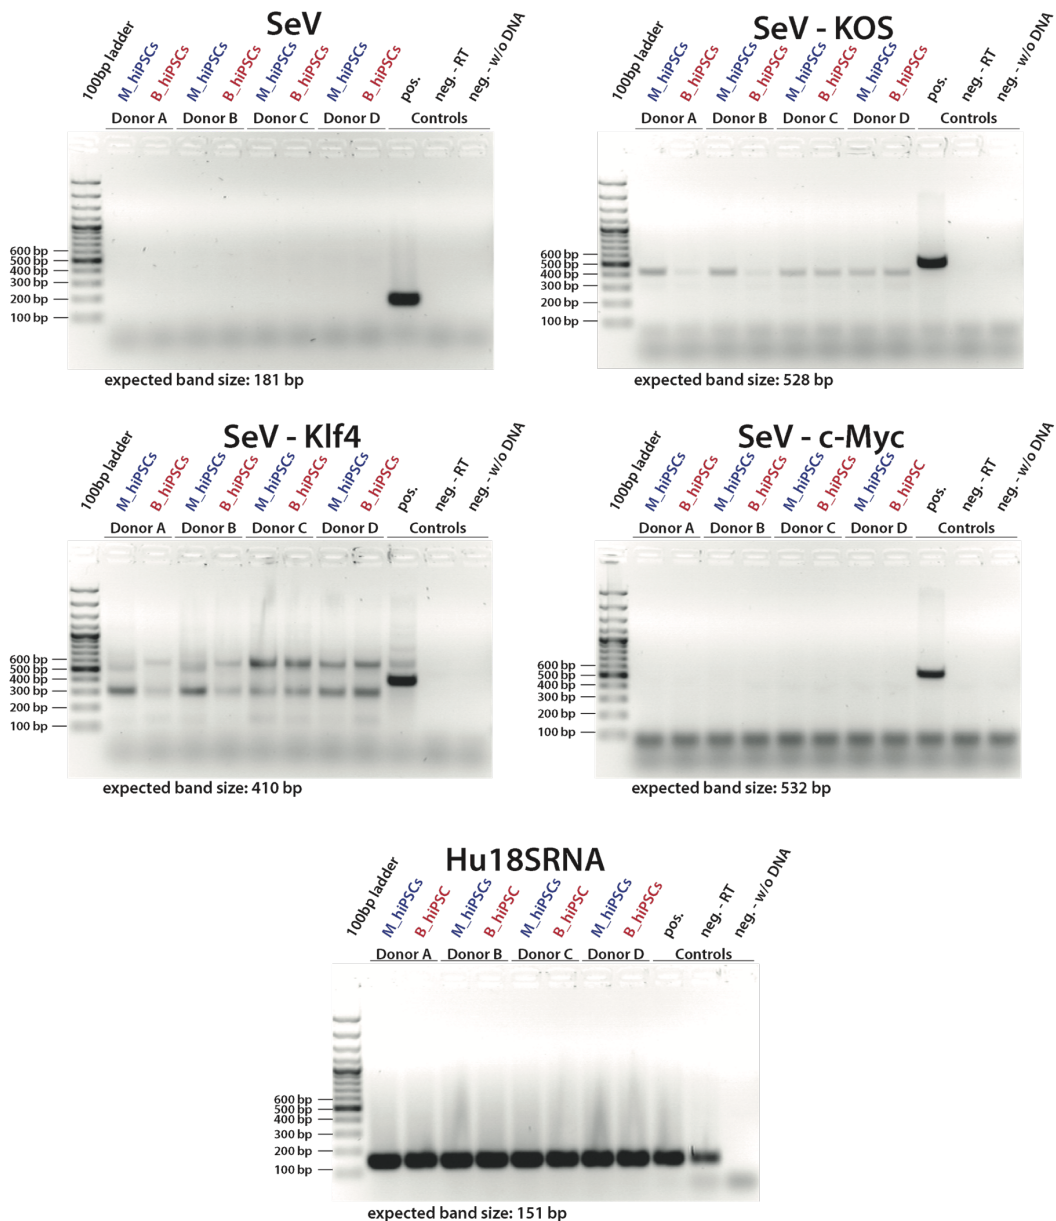 SeV
100bp ladder
M_hiPSCs
B_hiPSCs
M_hiPSCs
B_hiPSCs
M_hiPSCs
B_hiPSCs
M_hiPSCs
B_hiPSCs
pos.
neg. - RT
neg. - w/o DNA
Donor A
Donor B
Donor C
Donor D
Controls
600 bp
500 bp
400 bp
300 bp
200 bp
100 bp
expected band size: 181 bp
SeV - KOS
100bp ladder
M_hiPSCs
B_hiPSCs
M_hiPSCs
B_hiPSCs
M_hiPSCs
B_hiPSCs
M_hiPSCs
B_hiPSCs
pos.
neg. - RT
neg. - w/o DNA
Donor A
Donor B
Donor C
Donor D
Controls
600 bp
500 bp
400 bp
300 bp
200 bp
100 bp
expected band size: 528 bp
SeV - Klf4
100bp ladder
M_hiPSCs
B_hiPSCs
M_hiPSCs
B_hiPSCs
M_hiPSCs
B_hiPSCs
M_hiPSCs
B_hiPSCs
pos.
neg. - RT
neg. - w/o DNA
Donor A
Donor B
Donor C
Donor D
Controls
600 bp
500 bp
400 bp
300 bp
200 bp
100 bp
expected band size: 410 bp
SeV - c-Myc
100bp ladder
M_hiPSCs
B_hiPSCs
M_hiPSCs
B_hiPSCs
M_hiPSCs
B_hiPSCs
M_hiPSCs
B_hiPSC
pos.
neg. - RT
neg. - w/o DNA
Donor A
Donor B
Donor C
Donor D
Controls
600 bp
500 bp
400 bp
300 bp
200 bp
100 bp
expected band size: 532 bp
Hu18SRNA
100bp ladder
M_hiPSCs
B_hiPSC
M_hiPSCs
B_hiPSC
M_hiPSCs
B_hiPSC
M_hiPSCs
B_hiPSCs
pos.
neg. - RT
neg. - w/o DNA
Donor A
Donor B
Donor C
Donor D
Controls
600 bp
500 bp
400 bp
300 bp
200 bp
100 bp
expected band size: 151 bp